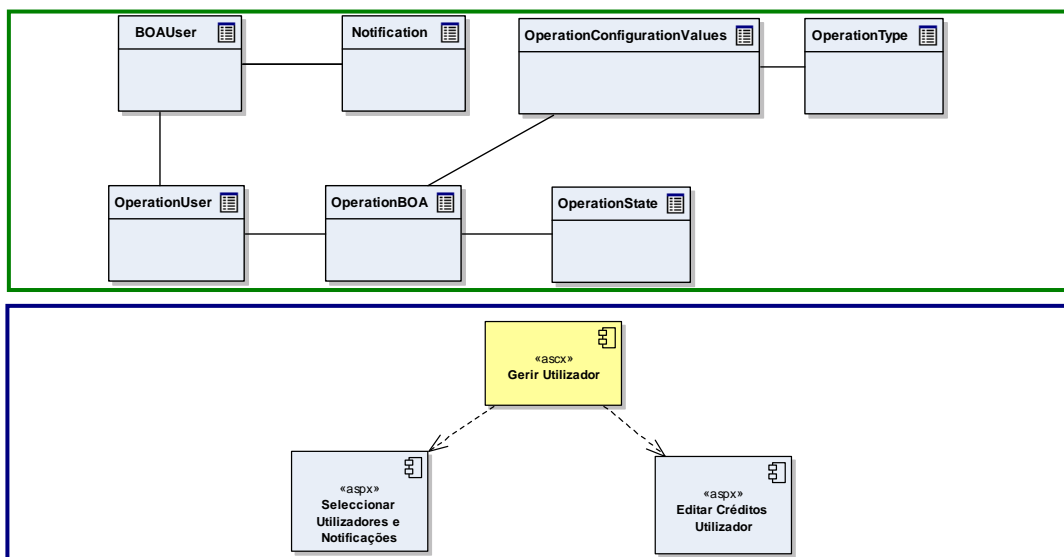 BOAUser
Notification
OperationConfigurationValues
OperationType
OperationUser
OperationBOA
OperationState
«ascx»
Gerir Utilizador
«aspx»
Seleccionar
Utilizadores e
Notificações
«aspx»
Editar Créditos
Utilizador